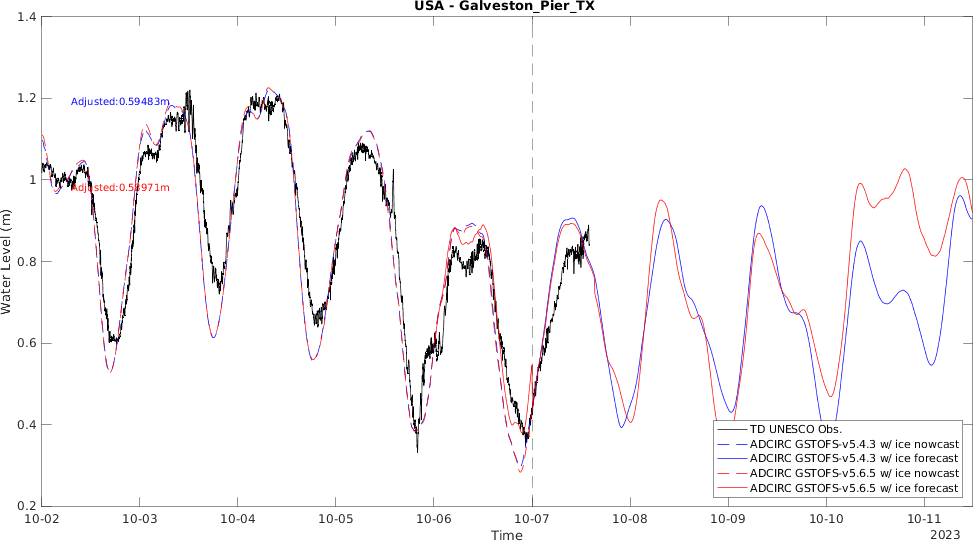 USA - Galveston_Pier_TX
1.4
1.2
1
0.8
0.6
0.4
0.2
Water Level (m)
Adjusted:0.59483m
Adjusted:0.58971m
TD UNESCO Obs.
ADCIRC GSTOFS-v5.4.3 w/ ice nowcast
ADCIRC GSTOFS-v5.4.3 w/ ice forecast
ADCIRC GSTOFS-v5.6.5 w/ ice nowcast
ADCIRC GSTOFS-v5.6.5 w/ ice forecast
10-02 10-03 10-04 10-05 10-06 10-07 10-08 10-09 10-10 10-11
Time
2023